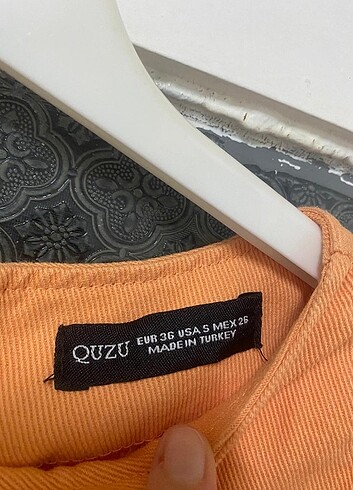 QUZU
EUR 36 USA S MEX 26
MADE IN TURKEY